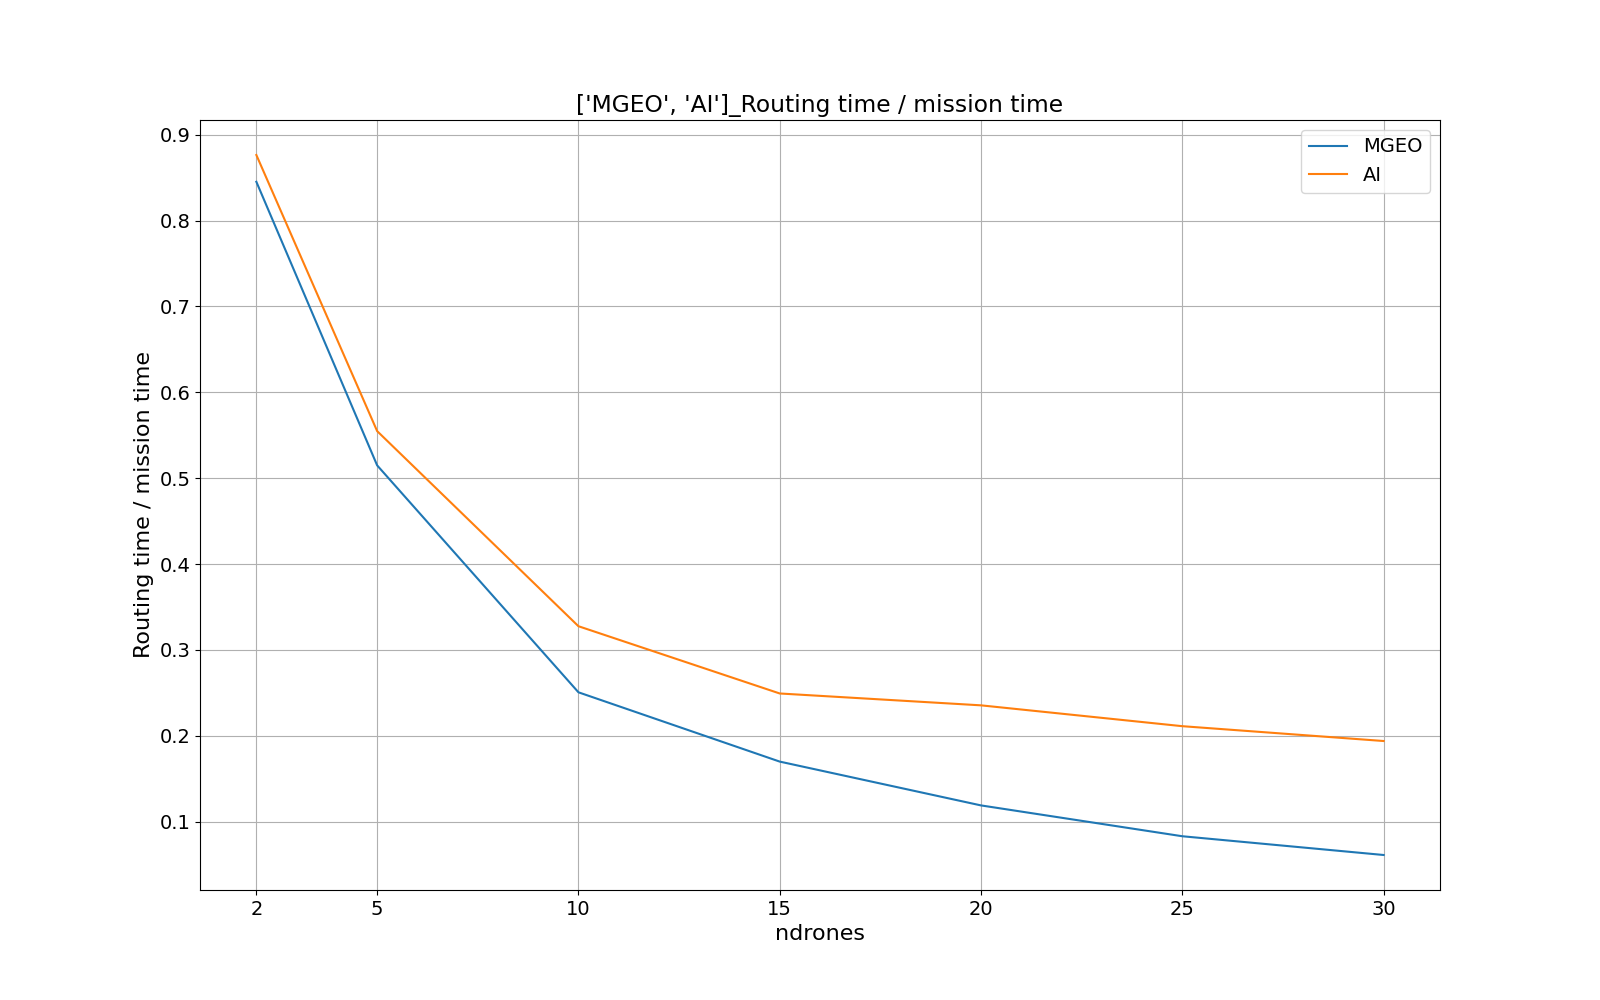 ['MGEO', 'AI']_Routing time / mission time
MGEO
AI
0.9
0.8
0.7
0.6
0.5
0.4
0.3
0.2
0.1
Routing time / mission time
2 5 10 15 20 25 30
ndrones